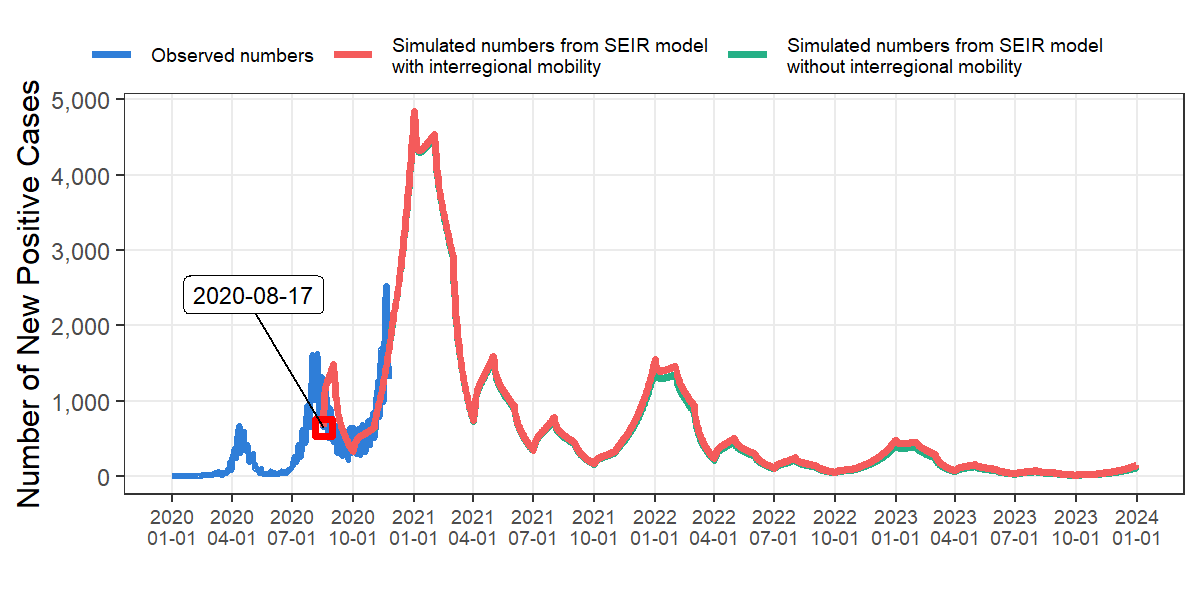 Observed numbers
Simulated numbers from SEIR model
with interregional mobility
Simulated numbers from SEIR model
without interregional mobility
Number of New Positive Cases
5,000
4,000
3,000
2,000
1,000
0
2020-08-17
2020 2020 2020 2020 2021 2021 2021 2021 2022 2022 2022 2022 2023 2023 2023 2023 2024
01-01 04-01 07-01 10-01 01-01 04-01 07-01 10-01 01-01 04-01 07-01 10-01 01-01 04-01 07-01 10-01 01-01